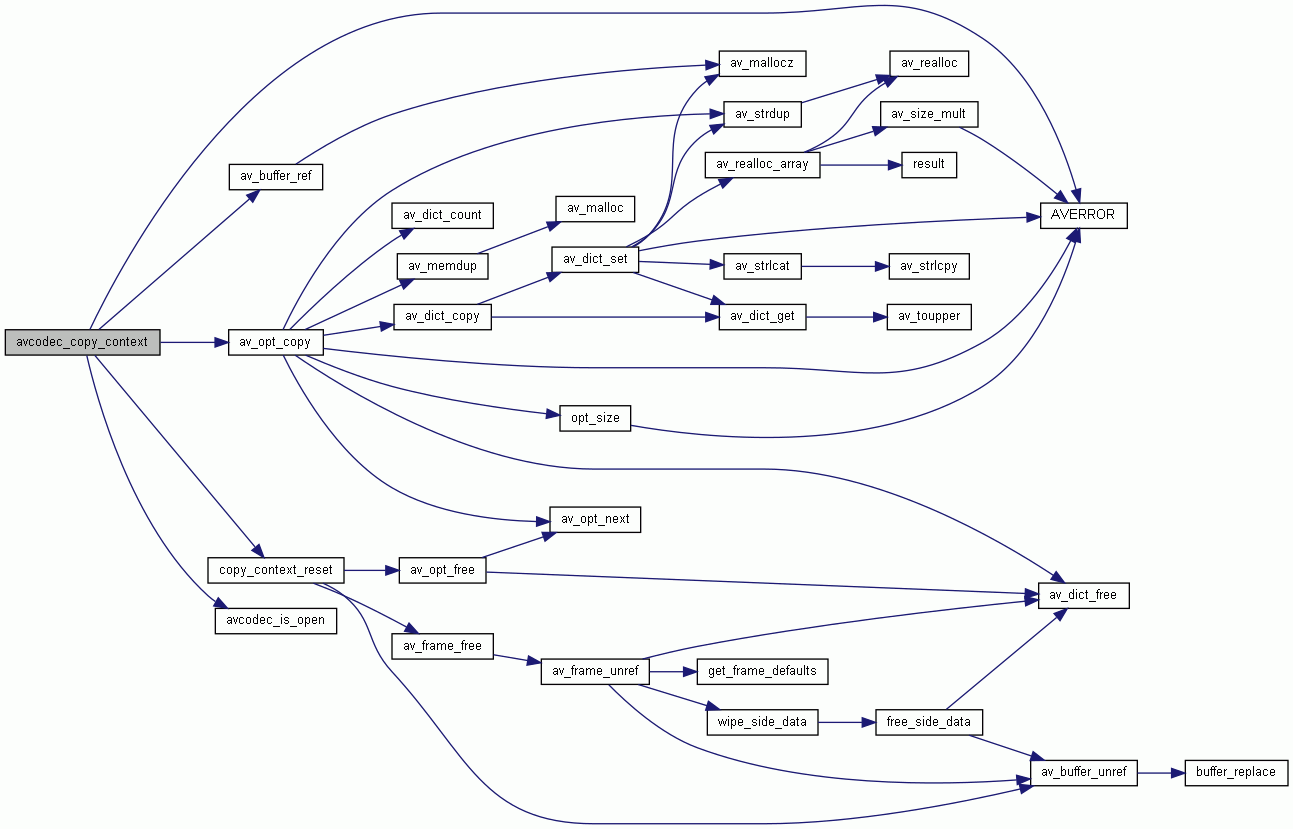 av_mallocz
av_realloc
av_strdup
av_size_mult
av_realloc_array
result
av_buffer_ref
av_dict_count
av_malloc
AVERROR
av_memdup
av_dict_set
av_strlcat
av_strlcpy
av_dict_copy
av_dict_get
av_toupper
avcodec_copy_context
av_opt_copy
opt_size
av_opt_next
copy_context_reset
av_opt_free
av_dict_free
avcodec_is_open
av_frame_free
av_frame_unref
get_frame_defaults
wipe_side_data
free_side_data
av_buffer_unref
buffer_replace